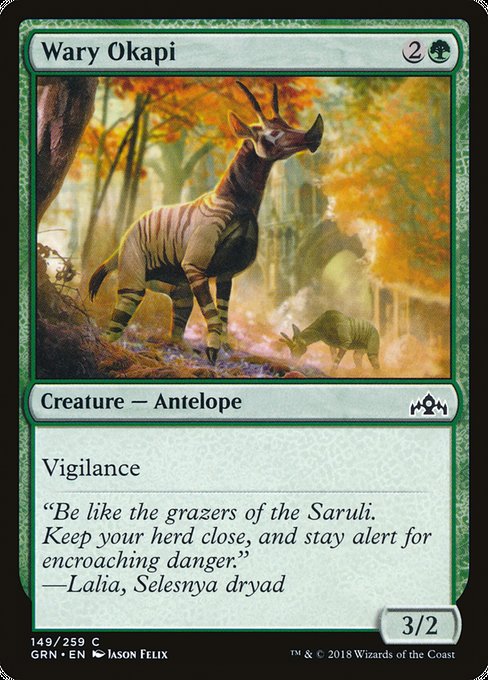 Wary Okapi 2
Creature — Antelope
Vigilance
“Be like the grazers of the Saruli.
Keep your herd close, and stay alert for
encroaching danger.”
—Lalia, Selesnya dryad
3/2
149/259 C
GRN • EN Jason Felix
™ & © 2018 Wizards of the Coast